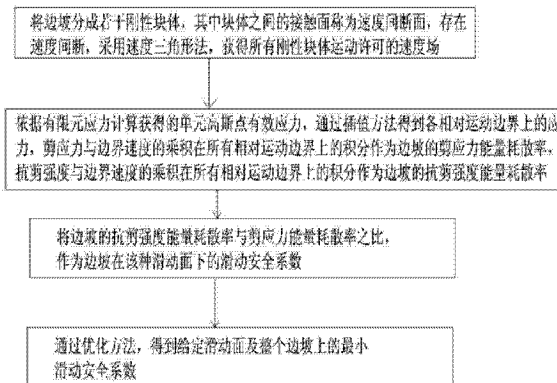 将边坡分成若干刚性块体，其中块体之间的接触面称为速度间断面，存在
速度间断，采用速度三角形法，获得所有刚性块体运动许可的速度场
依据有限元应力计算获得的单元高斯点有效应力，通过插值方法得到各相对运动边界上的应
力，剪应力与边界速度的乘积在所有相对运动边界上的积分作为边坡的剪应力能量耗散率，
抗剪强度与边界速度的乘积在所有相对运动边界上的积分作为边坡的抗剪强度能量耗散率
将边坡的抗剪强度能量耗散率与剪应力能量耗散率之比，
作为边坡在该种滑动面下的滑动安全系数
通过优化方法，得到给定滑动面及整个边坡上的最小
滑动安全系数